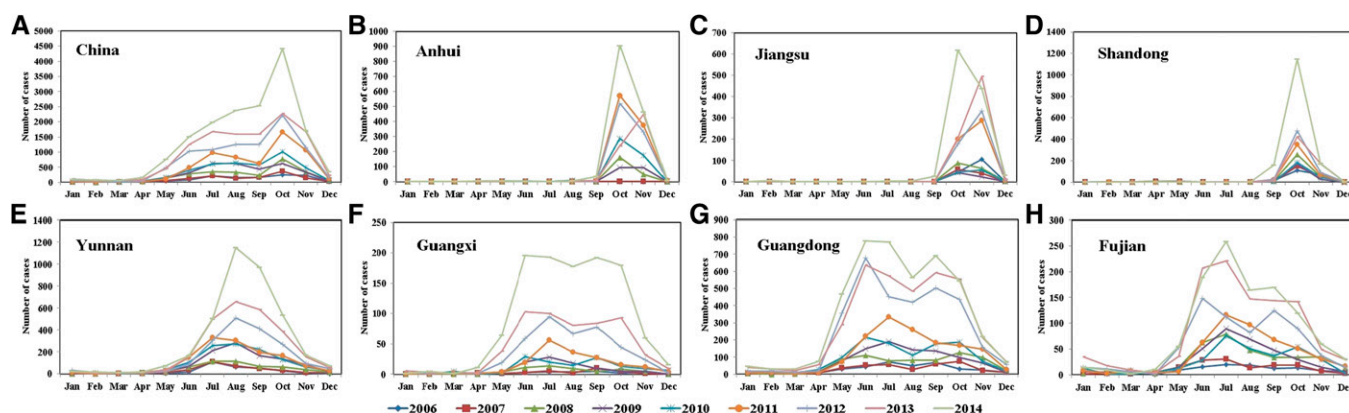 A
China
Number of cases
5000
4500
4000
3500
3000
2500
2000
1500
1000
500
0
Jan Feb Mar Apr May Jun Jul Aug Sep Oct Nov Dec
B
Anhui
Number of cases
1000
900
800
700
600
500
400
300
200
100
0
Jan Feb Mar Apr May Jun Jul Aug Sep Oct Nov Dec
C
Jiangsu
Number of cases
700
600
500
400
300
200
100
0
Jan Feb Mar Apr May Jun Jul Aug Sep Oct Nov Dec
D
Shandong
Number of cases
1400
1200
1000
800
600
400
200
0
Jan Feb Mar Apr May Jun Jul Aug Sep Oct Nov Dec
E
Yunnan
Number of cases
1400
1200
1000
800
600
400
200
0
Jan Feb Mar Apr May Jun Jul Aug Sep Oct Nov Dec
F
Guangxi
Number of cases
250
200
150
100
50
0
Jan Feb Mar Apr May Jun Jul Aug Sep Oct Nov Dec
G
Guangdong
Number of cases
900
800
700
600
500
400
300
200
100
0
Jan Feb Mar Apr May Jun Jul Aug Sep Oct Nov Dec
H
Fujian
Number of cases
300
250
200
150
100
50
0
Jan Feb Mar Apr May Jun Jul Aug Sep Oct Nov Dec
2006 2007 2008 2009 2010 2011 2012 2013 2014